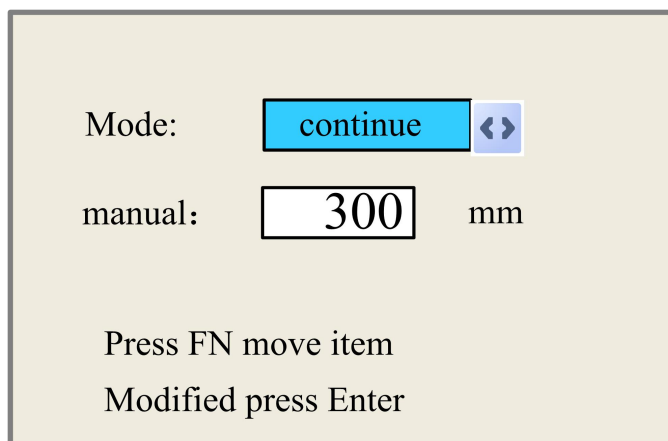 Mode: continue
manual： 300 mm
Press FN move item
Modified press Enter